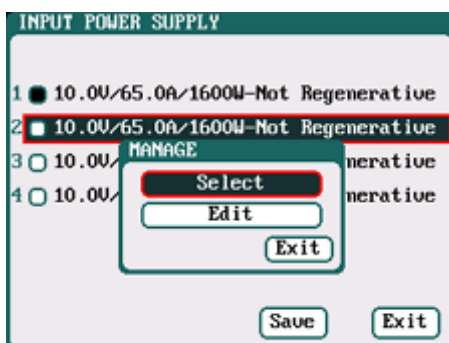 INPUT POWER SUPPLY
1 10.0V/65.0A/1600W-Not Regenerative
2 10.0V/65.0A/1600W-Not Regenerative
3 10.0V/ nerative
4 10.0V/ nerative
MANAGE
Select
Edit
Exit
Save Exit